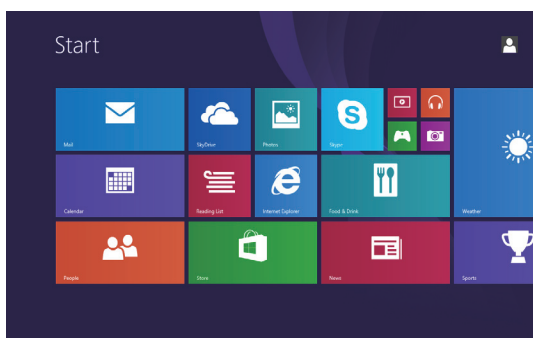 Start
Mail
SkyDrive
Photos
Skype
Calendar
Reading List
Internet Explorer
Food & Drink
Weather
People
Store
News
Sports